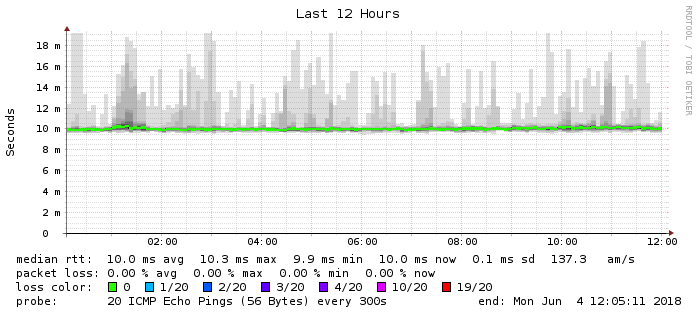 Last 12 Hours
RRDTOOL / TOBI OETIKER
Seconds
18 m
16 m
14 m
12 m
10 m
8 m
6 m
4 m
2 m
0
02:00 04:00 06:00 08:00 10:00 12:00
median rtt: 10.0 ms avg 10.3 ms max 9.9 ms min 10.0 ms now 0.1 ms sd 137.3 am/s
packet loss: 0.00 % avg 0.00 % max 0.00 % min 0.00 % now
loss color: 0 1/20 2/20 3/20 4/20 10/20 19/20
probe: 20 ICMP Echo Pings (56 Bytes) every 300s end: Mon Jun 4 12:05:11 2018